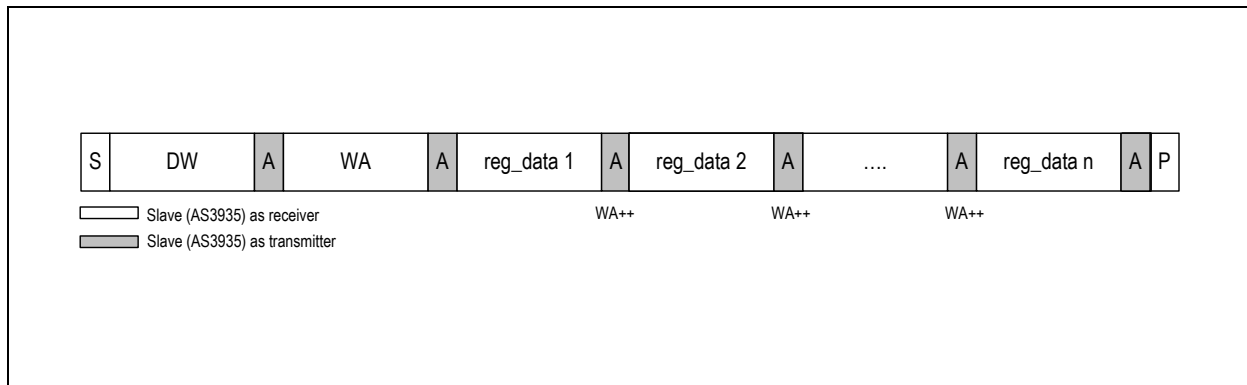 S DW A WA A reg_data 1 A reg_data 2 A .... A reg_data n A P
Slave (AS3935) as receiver WA++ WA++ WA++
Slave (AS3935) as transmitter